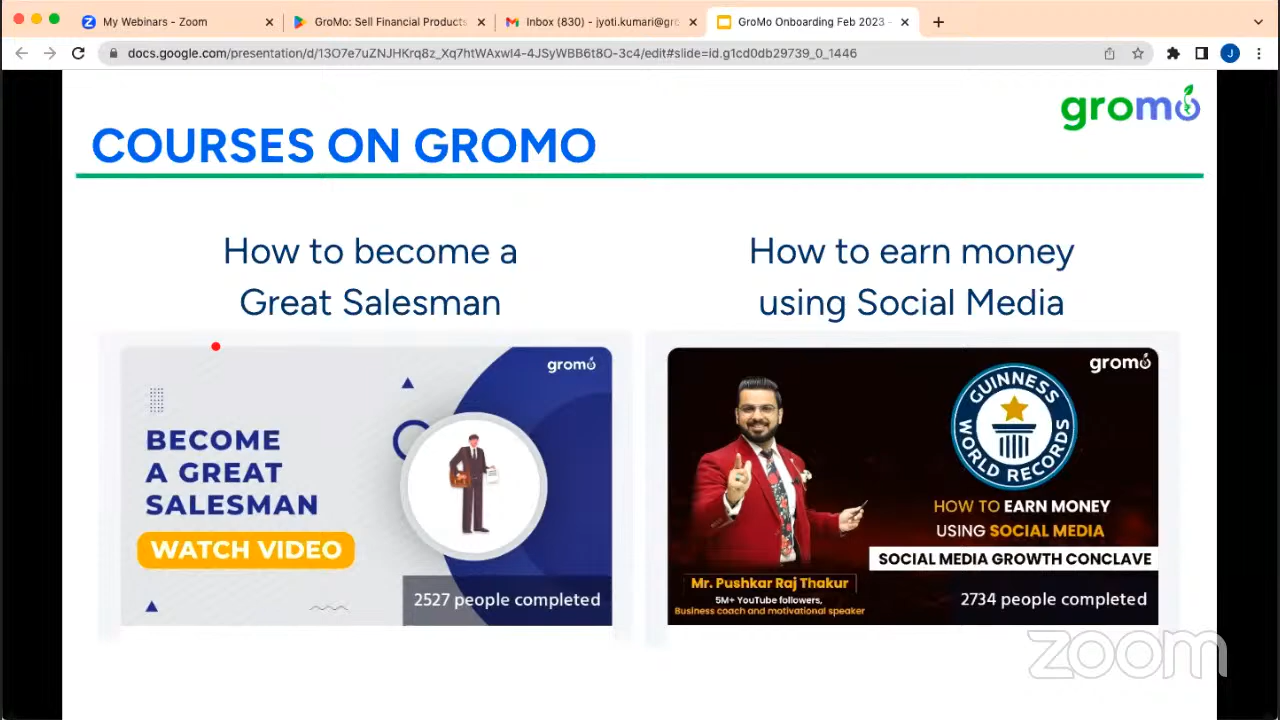 My Webinars - Zoom
GroMo: Sell Financial Products
Inbox (830) - jyoti.kumari@gro
GroMo Onboarding Feb 2023 -
docs.google.com/presentation/d/13O7e7uZNJHKrq8z_Xq7htWAxwI4-4JSyWBB6t8O-3c4/edit#slide=id.g1cd0db29739_0_1446
J
gromo
COURSES ON GROMO
How to become a
Great Salesman
How to earn money
using Social Media
gromo
BECOME
A GREAT
SALESMAN
WATCH VIDEO
2527 people completed
gromo
GUINNESS
WORLD RECORDS
HOW TO EARN MONEY
USING SOCIAL MEDIA
SOCIAL MEDIA GROWTH CONCLAVE
Mr. Pushkar Raj Thakur
5M+ YouTube followers,
Business coach and motivational speaker
2734 people completed
zoom